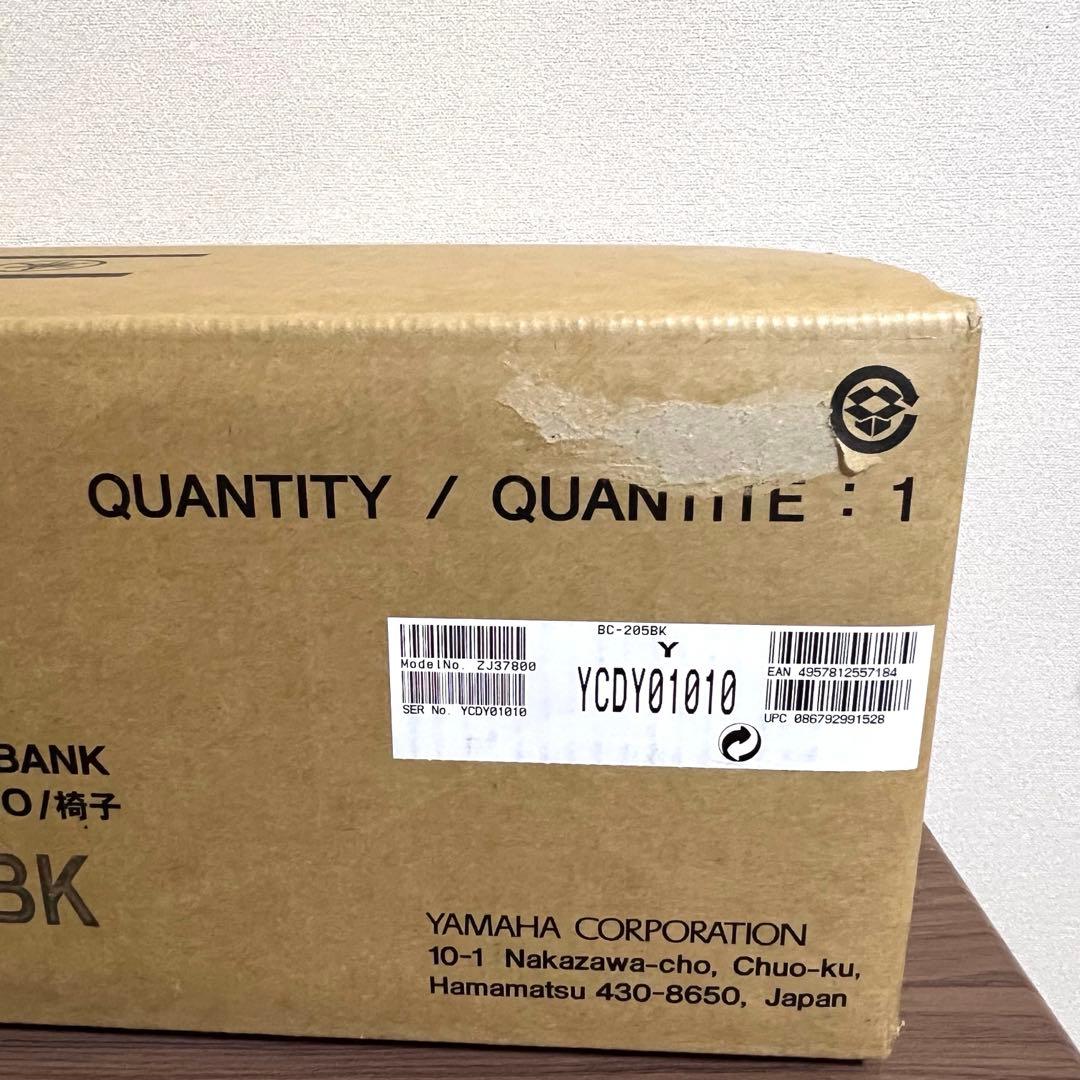 QUANTITY / QUANTITE : 1
BC-205BK
Y
YCDY01010
ModelNo. ZJ37800
SER No. YCDY01010
EAN 4957812557184
UPC 086792991528
BANK
O/椅子
BK
YAMAHA CORPORATION
10-1 Nakazawa-cho, Chuo-ku,
Hamamatsu 430-8650, Japan